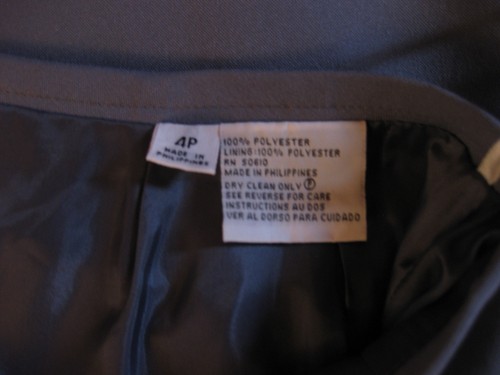 4P
MADE IN
PHILIPPINES
100% POLYESTER
LINING:100% POLYESTER
RN 50610
MADE IN PHILIPPINES
DRY CLEAN ONLY P
SEE REVERSE FOR CARE
INSTRUCTIONS AU DOS
VER AL DORSO PARA CUIDADO